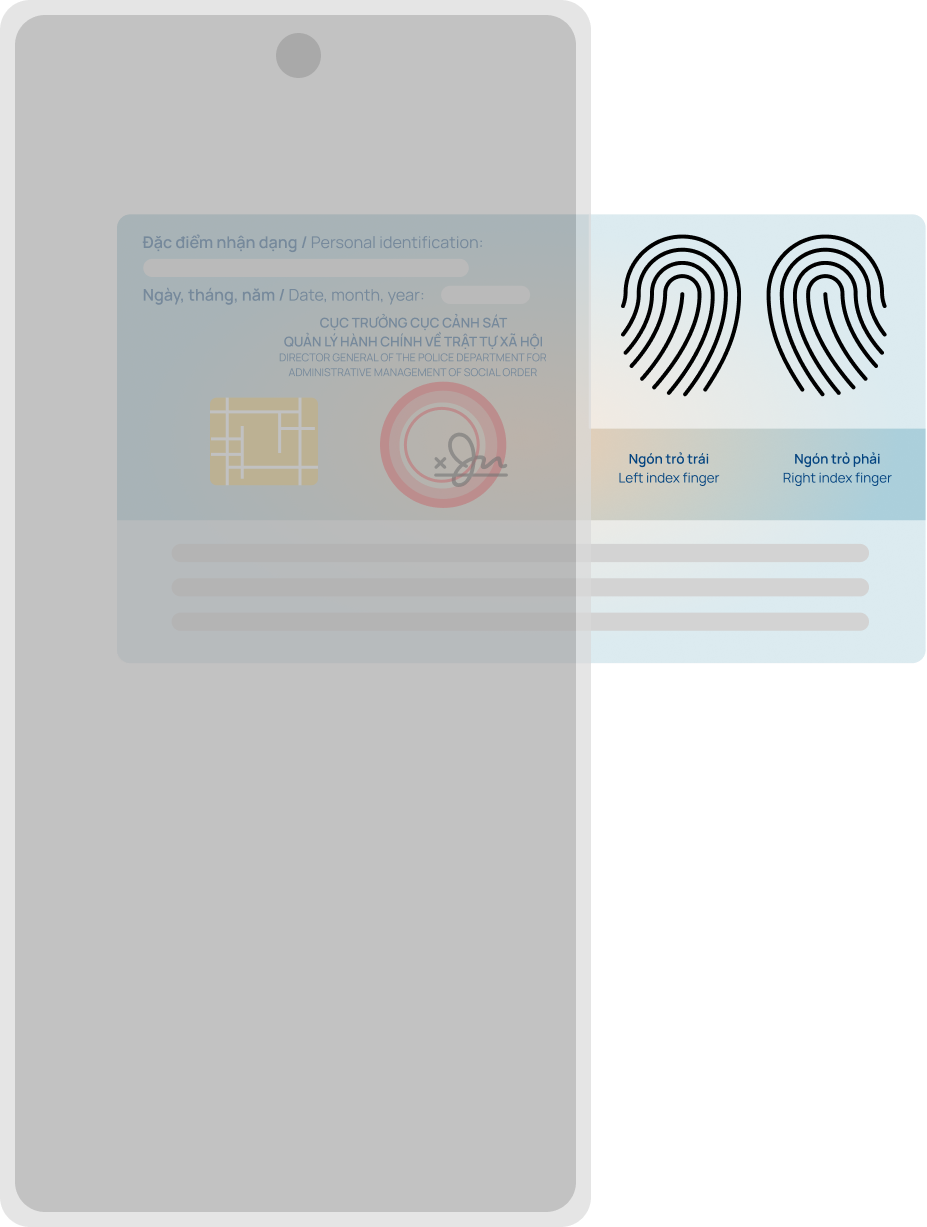 Đặc điểm nhận dạng / Personal identification:
Ngày, tháng, năm / Date, month, year:
CỤC TRƯỞNG CỤC CẢNH SÁT
QUẢN LÝ HÀNH CHÍNH VỀ TRẬT TỰ XÃ HỘI
DIRECTOR GENERAL OF THE POLICE DEPARTMENT FOR
ADMINISTRATIVE MANAGEMENT OF SOCIAL ORDER
Ngón trỏ trái
Left index finger
Ngón trỏ phải
Right index finger